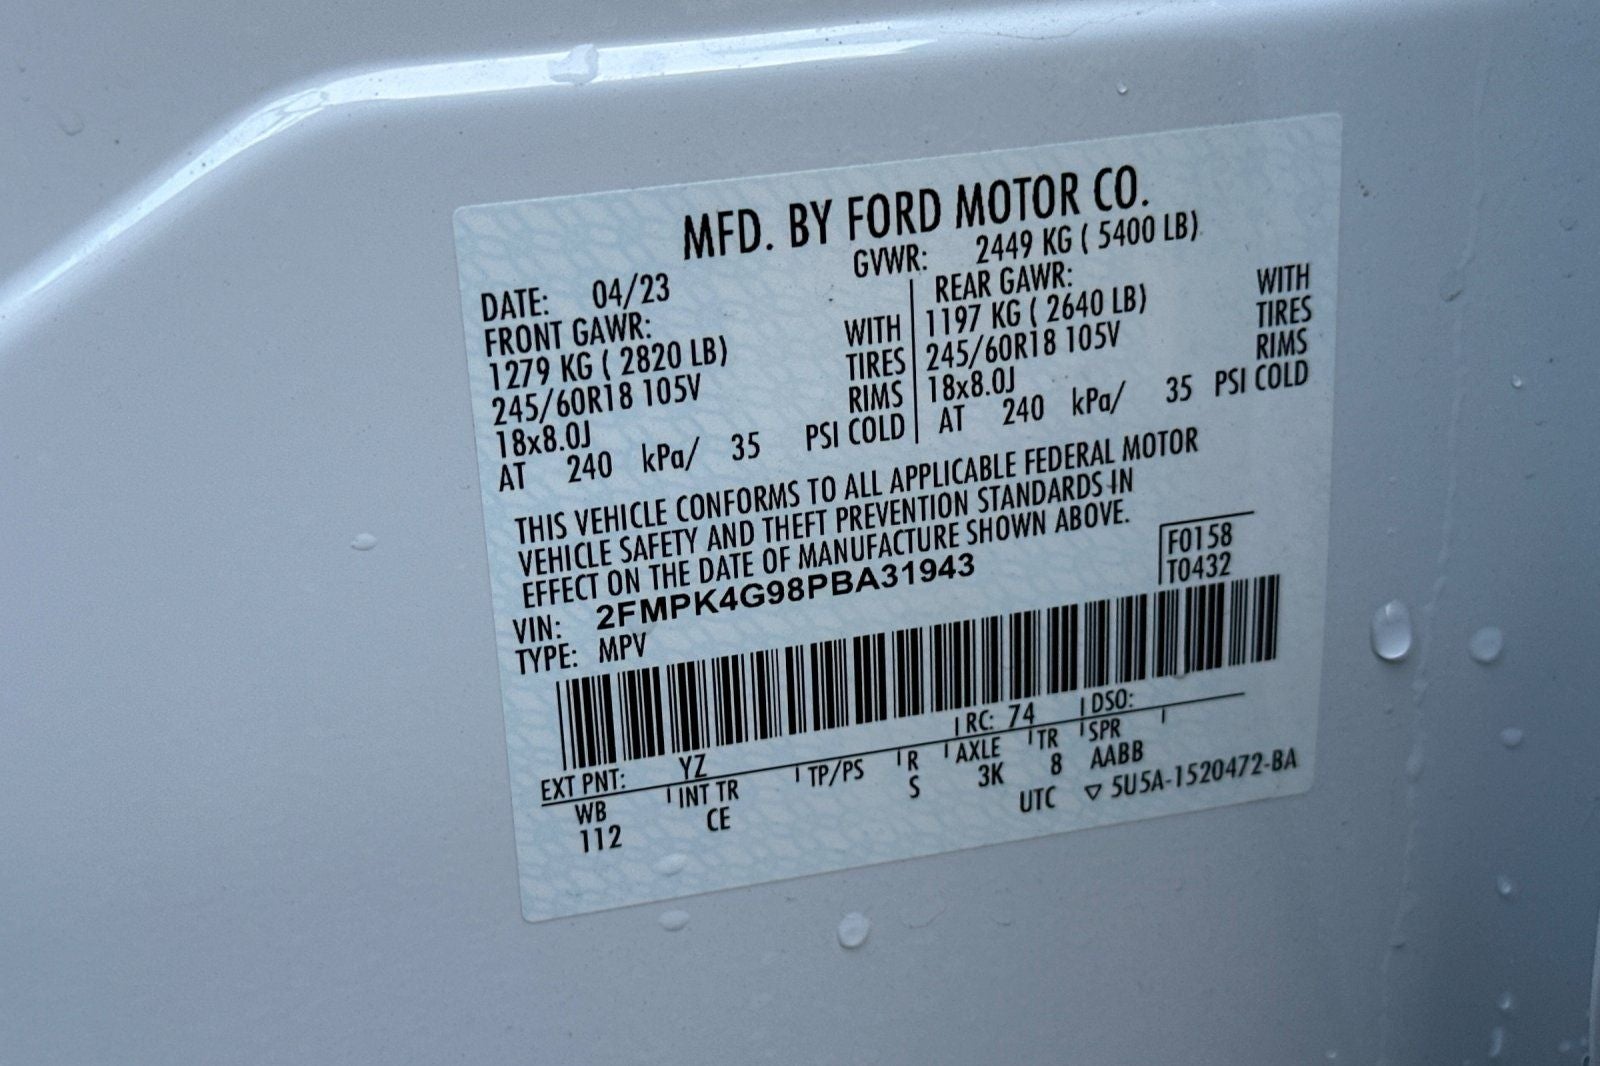 MFD. BY FORD MOTOR CO.
DATE: 04/23 GVWR: 2449 KG ( 5400 LB)
FRONT GAWR: REAR GAWR:
1279 KG ( 2820 LB) WITH 1197 KG ( 2640 LB) WITH
245/60R18 105V TIRES 245/60R18 105V TIRES
18x8.0J RIMS 18x8.0J RIMS
AT 240 kPa/ 35 PSI COLD AT 240 kPa/ 35 PSI COLD
THIS VEHICLE CONFORMS TO ALL APPLICABLE FEDERAL MOTOR
VEHICLE SAFETY AND THEFT PREVENTION STANDARDS IN
EFFECT ON THE DATE OF MANUFACTURE SHOWN ABOVE.
VIN: 2FMPK4G98PBA31943 F0158
TYPE: MPV T0432
EXT PNT: YZ RC: 74 DSO:
WB INT TR TP/PS R AXLE TR SPR
112 CE S 3K 8 AABB
UTC ▽ 5U5A-1520472-BA